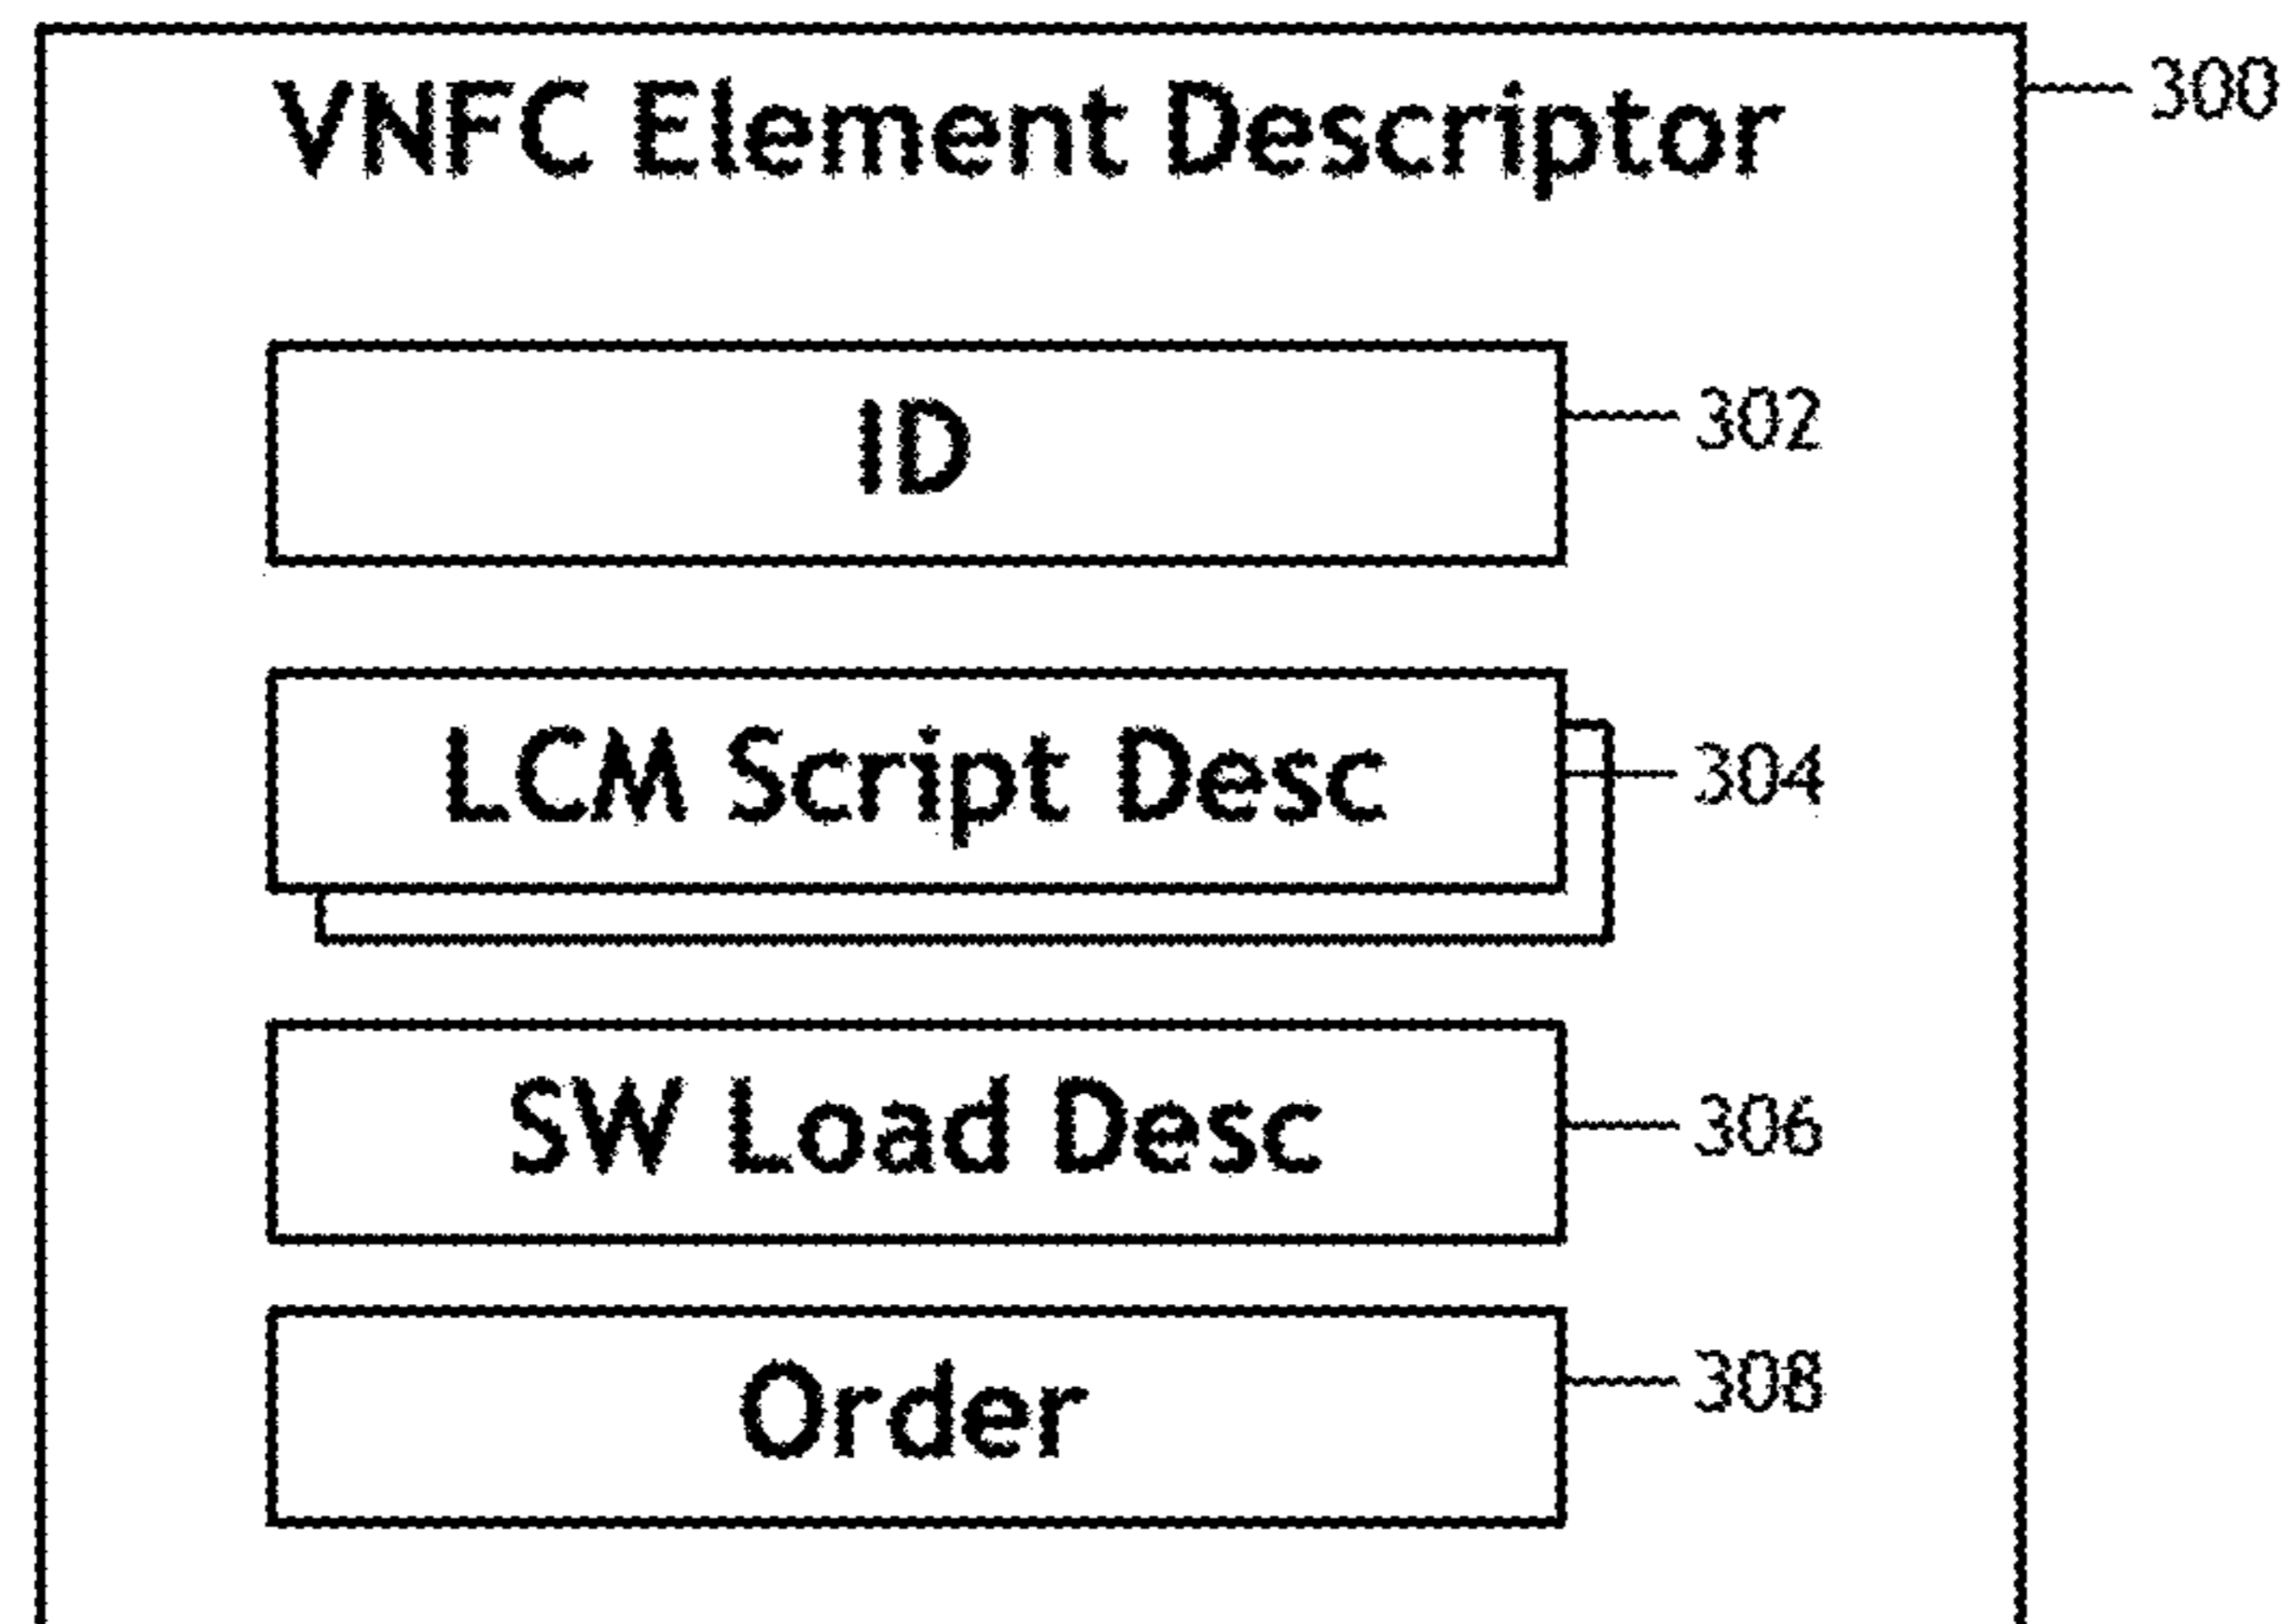 VNFC Element Descriptor
300
ID
302
LCM Script Desc
304
SW Load Desc
306
Order
308